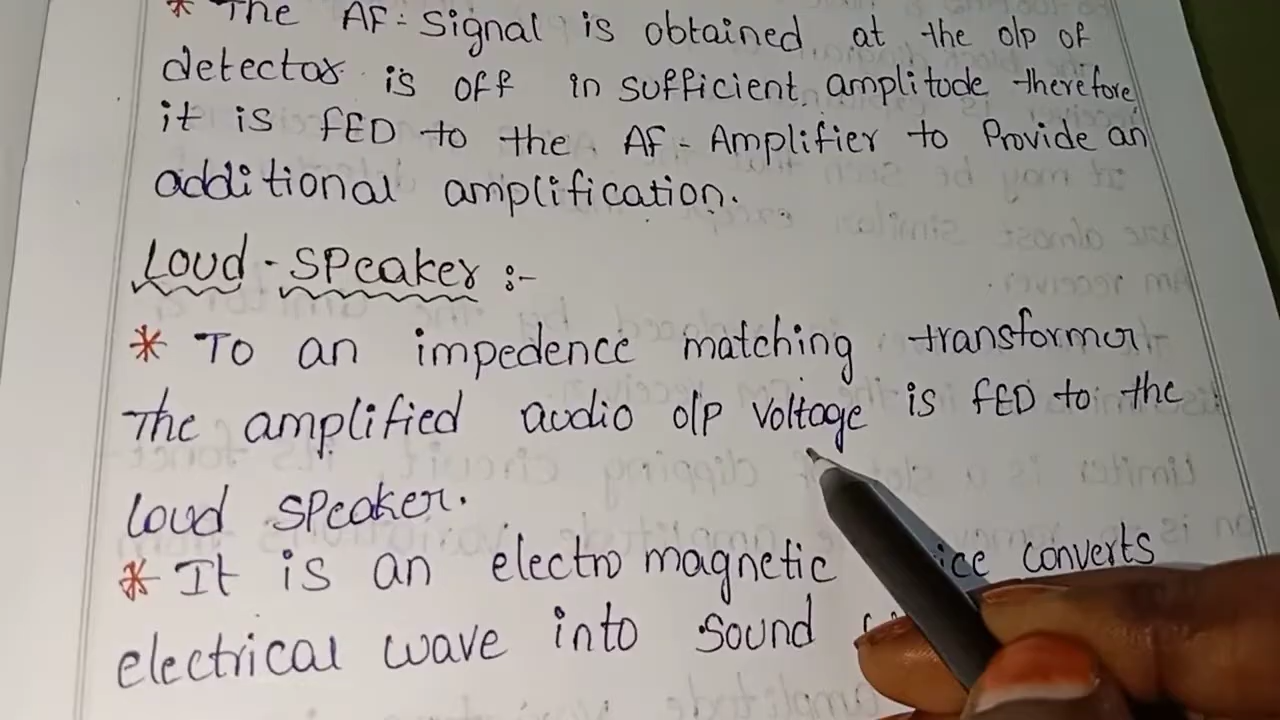 * The AF-Signal is obtained at the o/p of
detector is off in sufficient amplitode therefore
it is FED to the AF-Amplifier to Provide an
additional amplification.
Loud-Speaker :-
* To an impedence matching transformer
The amplified audio o/p voltage is FED to the
Loud Speaker.
* It is an electro magnetic ice converts
electrical wave into Sound